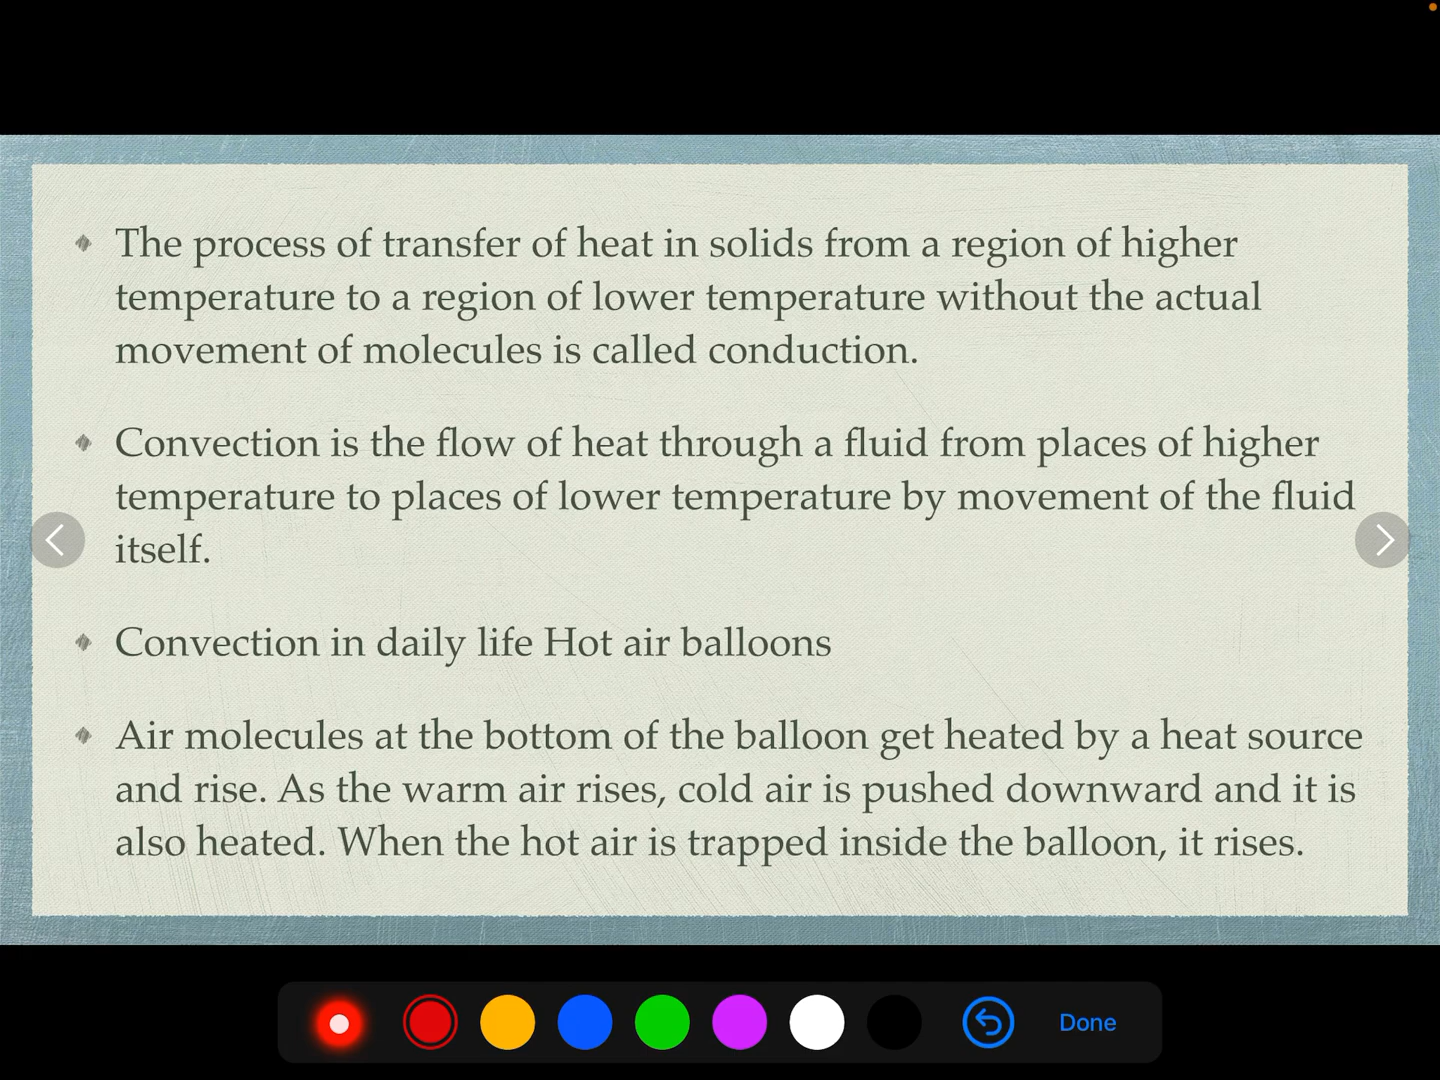 The process of transfer of heat in solids from a region of higher
temperature to a region of lower temperature without the actual
movement of molecules is called conduction.
Convection is the flow of heat through a fluid from places of higher
temperature to places of lower temperature by movement of the fluid
itself.
Convection in daily life Hot air balloons
Air molecules at the bottom of the balloon get heated by a heat source
and rise. As the warm air rises, cold air is pushed downward and it is
also heated. When the hot air is trapped inside the balloon, it rises.
Done